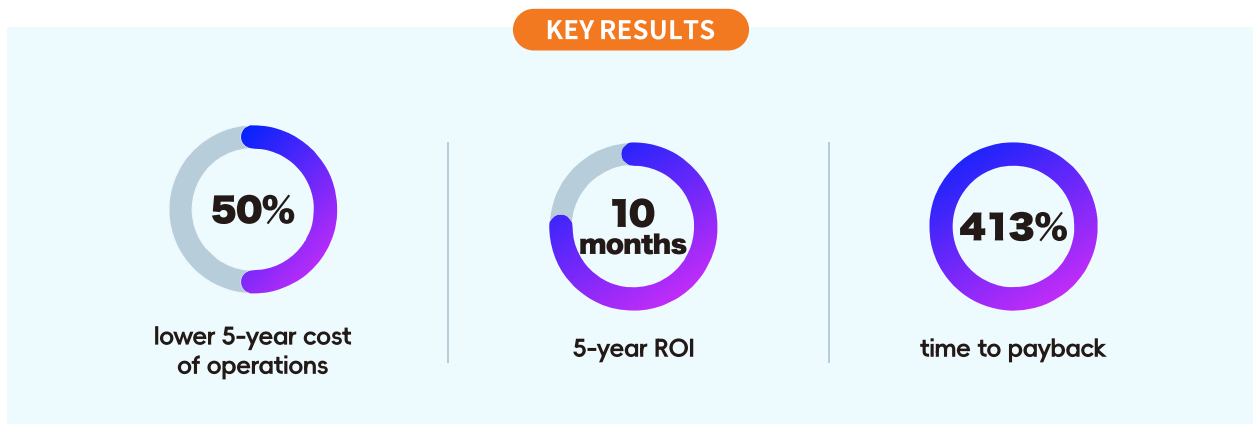 KEY RESULTS
50%
lower 5-year cost
of operations
10
months
5-year ROI
413%
time to payback